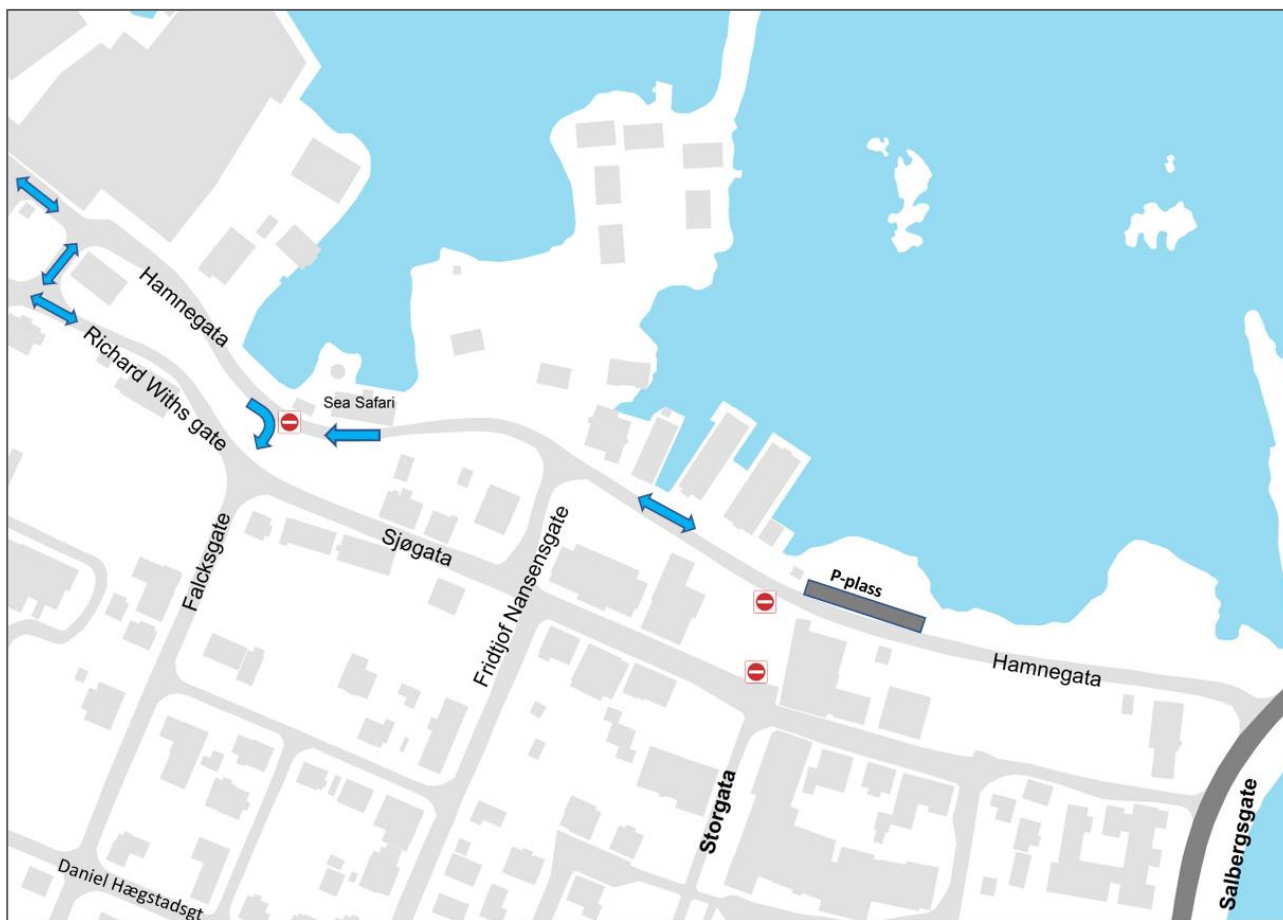 Hamnegata
Richard Withs gate
Sea Safari
Sjøgata
Falcksgate
Fridtjof Nansensgate
P-plass
Hamnegata
Storgata
Salbergsgate
Daniel Hægstadsgt